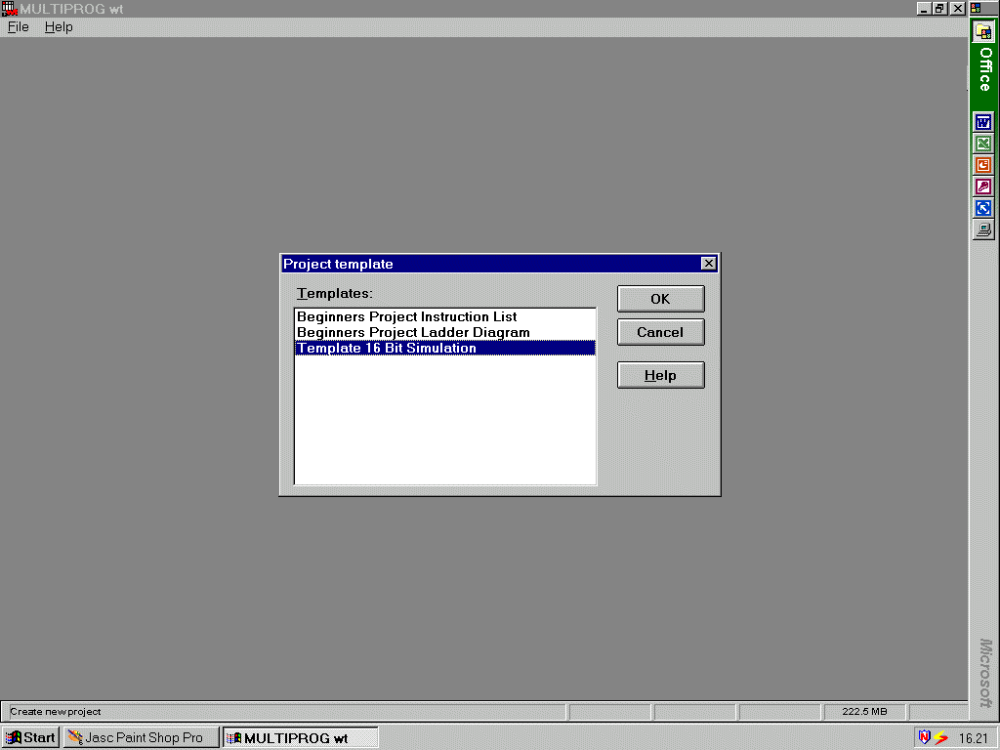 MULTIPROG wt
File Help
Office
Project template
Templates:
Beginners Project Instruction List
Beginners Project Ladder Diagram
Template 16 Bit Simulation
OK
Cancel
Help
Microsoft
Create new project
222.5 MB
Start
Jasc Paint Shop Pro
MULTIPROG wt
16.21